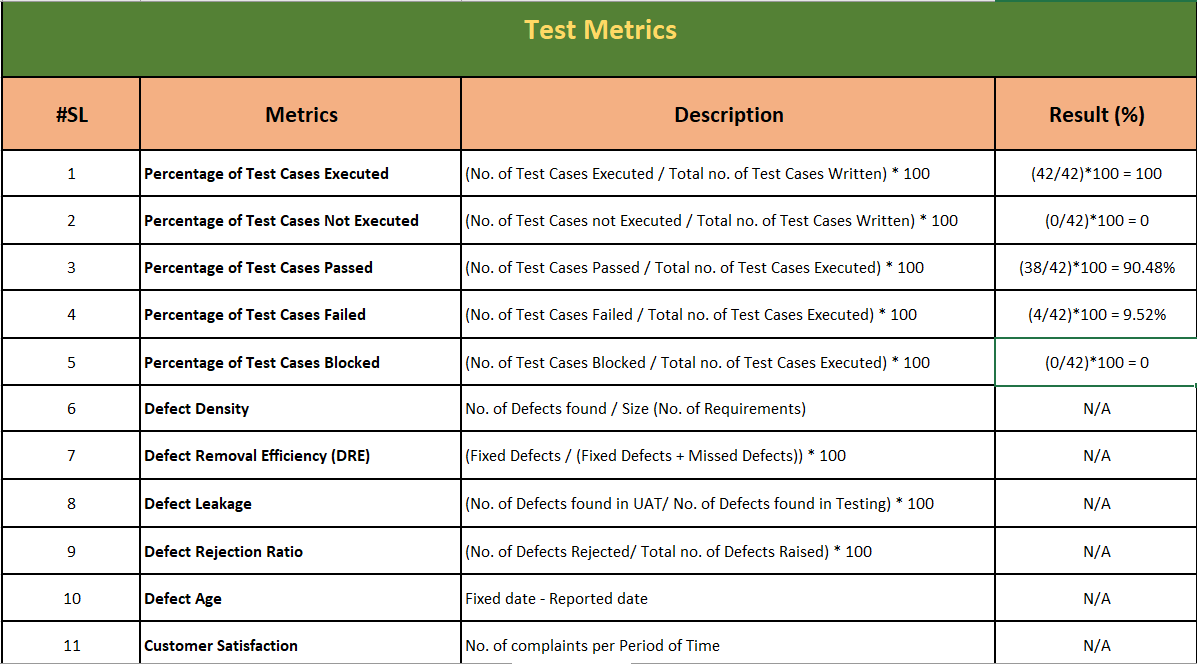 Test Metrics
#SL Metrics Description Result (%)
1 Percentage of Test Cases Executed (No. of Test Cases Executed / Total no. of Test Cases Written) * 100 (42/42)*100 = 100
2 Percentage of Test Cases Not Executed (No. of Test Cases not Executed / Total no. of Test Cases Written) * 100 (0/42)*100 = 0
3 Percentage of Test Cases Passed (No. of Test Cases Passed / Total no. of Test Cases Executed) * 100 (38/42)*100 = 90.48%
4 Percentage of Test Cases Failed (No. of Test Cases Failed / Total no. of Test Cases Executed) * 100 (4/42)*100 = 9.52%
5 Percentage of Test Cases Blocked (No. of Test Cases Blocked / Total no. of Test Cases Executed) * 100 (0/42)*100 = 0
6 Defect Density No. of Defects found / Size (No. of Requirements) N/A
7 Defect Removal Efficiency (DRE) (Fixed Defects / (Fixed Defects + Missed Defects)) * 100 N/A
8 Defect Leakage (No. of Defects found in UAT/ No. of Defects found in Testing) * 100 N/A
9 Defect Rejection Ratio (No. of Defects Rejected/ Total no. of Defects Raised) * 100 N/A
10 Defect Age Fixed date - Reported date N/A
11 Customer Satisfaction No. of complaints per Period of Time N/A